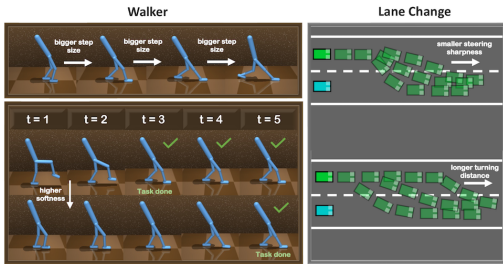 Walker
Lane Change
bigger step
size
bigger step
size
bigger step
size
smaller steering
sharpness
t = 1
t = 2
t = 3
t = 4
t = 5
higher
softness
Task done
Task done
longer turning
distance